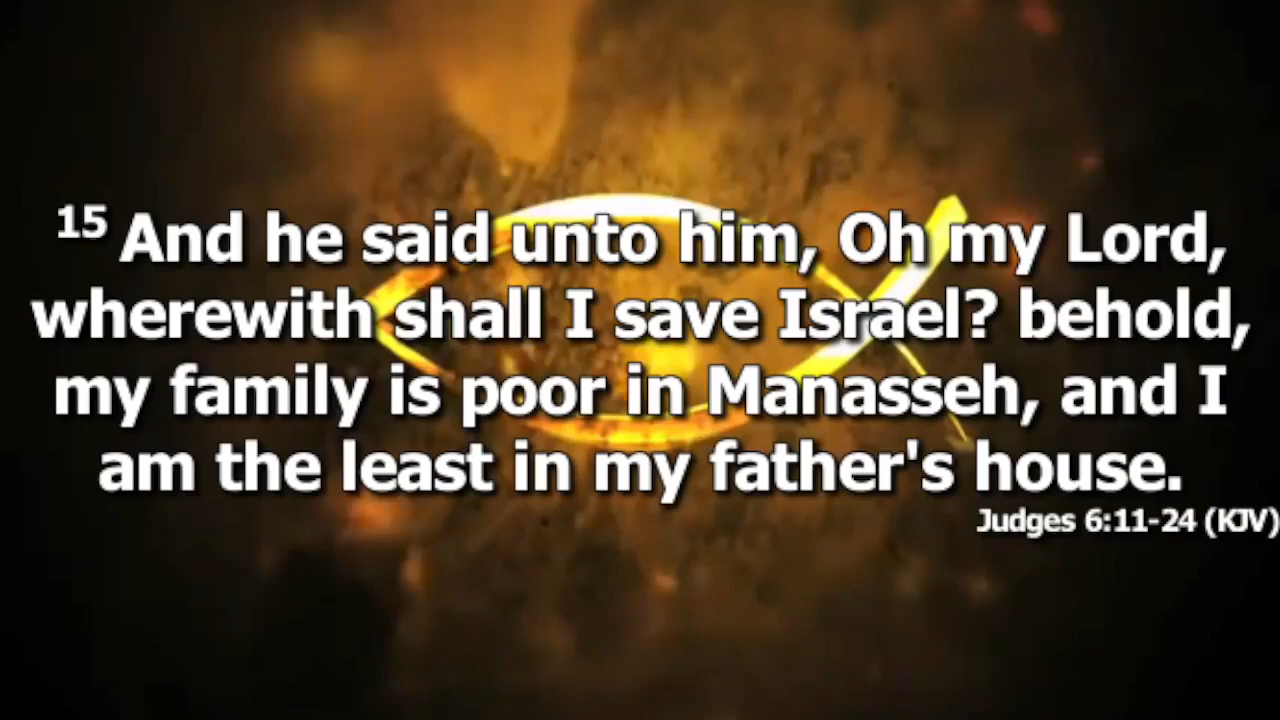 15 And he said unto him, Oh my Lord,
wherewith shall I save Israel? behold,
my family is poor in Manasseh, and I
am the least in my father's house.
Judges 6:11-24 (KJV)